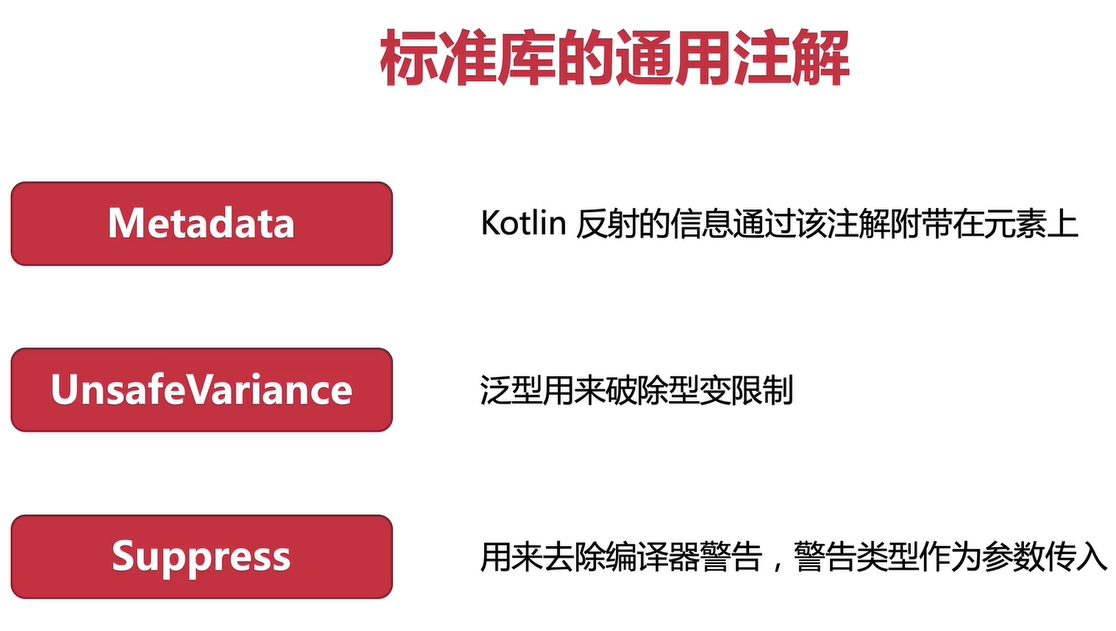 标准库的通用注解
Metadata
Kotlin 反射的信息通过该注解附带在元素上
UnsafeVariance
泛型用来破除型变限制
Suppress
用来去除编译器警告，警告类型作为参数传入